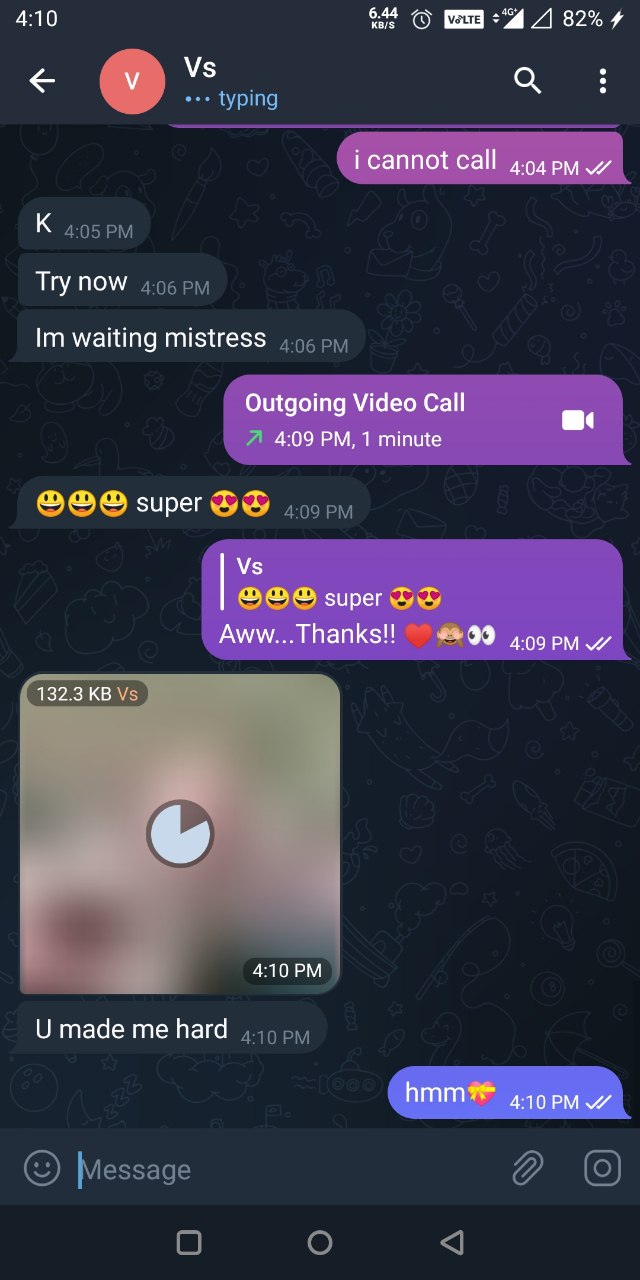 4:10 6.44 KB/S VoLTE 4G+ 82%
V Vs
••• typing
i cannot call 4:04 PM
K 4:05 PM
Try now 4:06 PM
Im waiting mistress 4:06 PM
Outgoing Video Call
4:09 PM, 1 minute
😃😃😃 super 😍😍 4:09 PM
Vs
😃😃😃 super 😍😍
Aww...Thanks!! ♥️🙈👀 4:09 PM
132.3 KB Vs
4:10 PM
U made me hard 4:10 PM
hmm💝 4:10 PM
Message